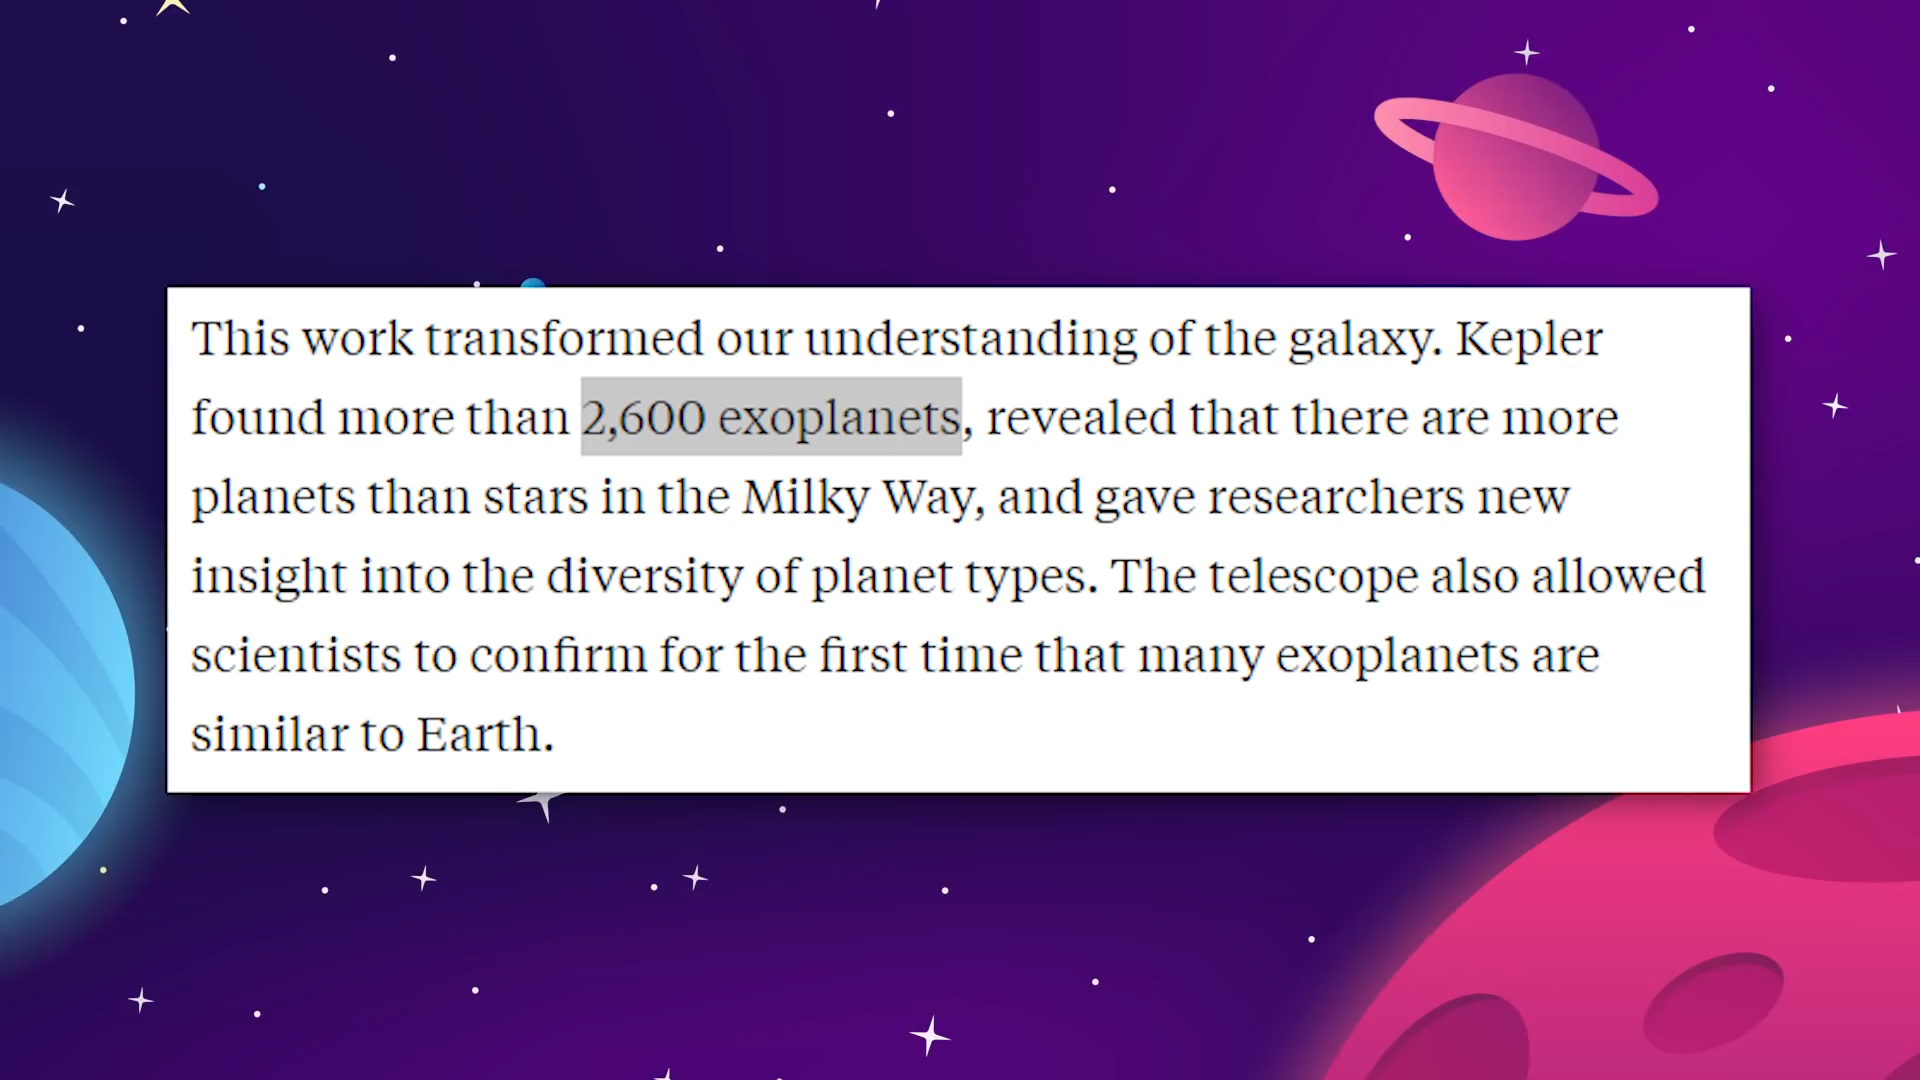 This work transformed our understanding of the galaxy. Kepler
found more than 2,600 exoplanets, revealed that there are more
planets than stars in the Milky Way, and gave researchers new
insight into the diversity of planet types. The telescope also allowed
scientists to confirm for the first time that many exoplanets are
similar to Earth.